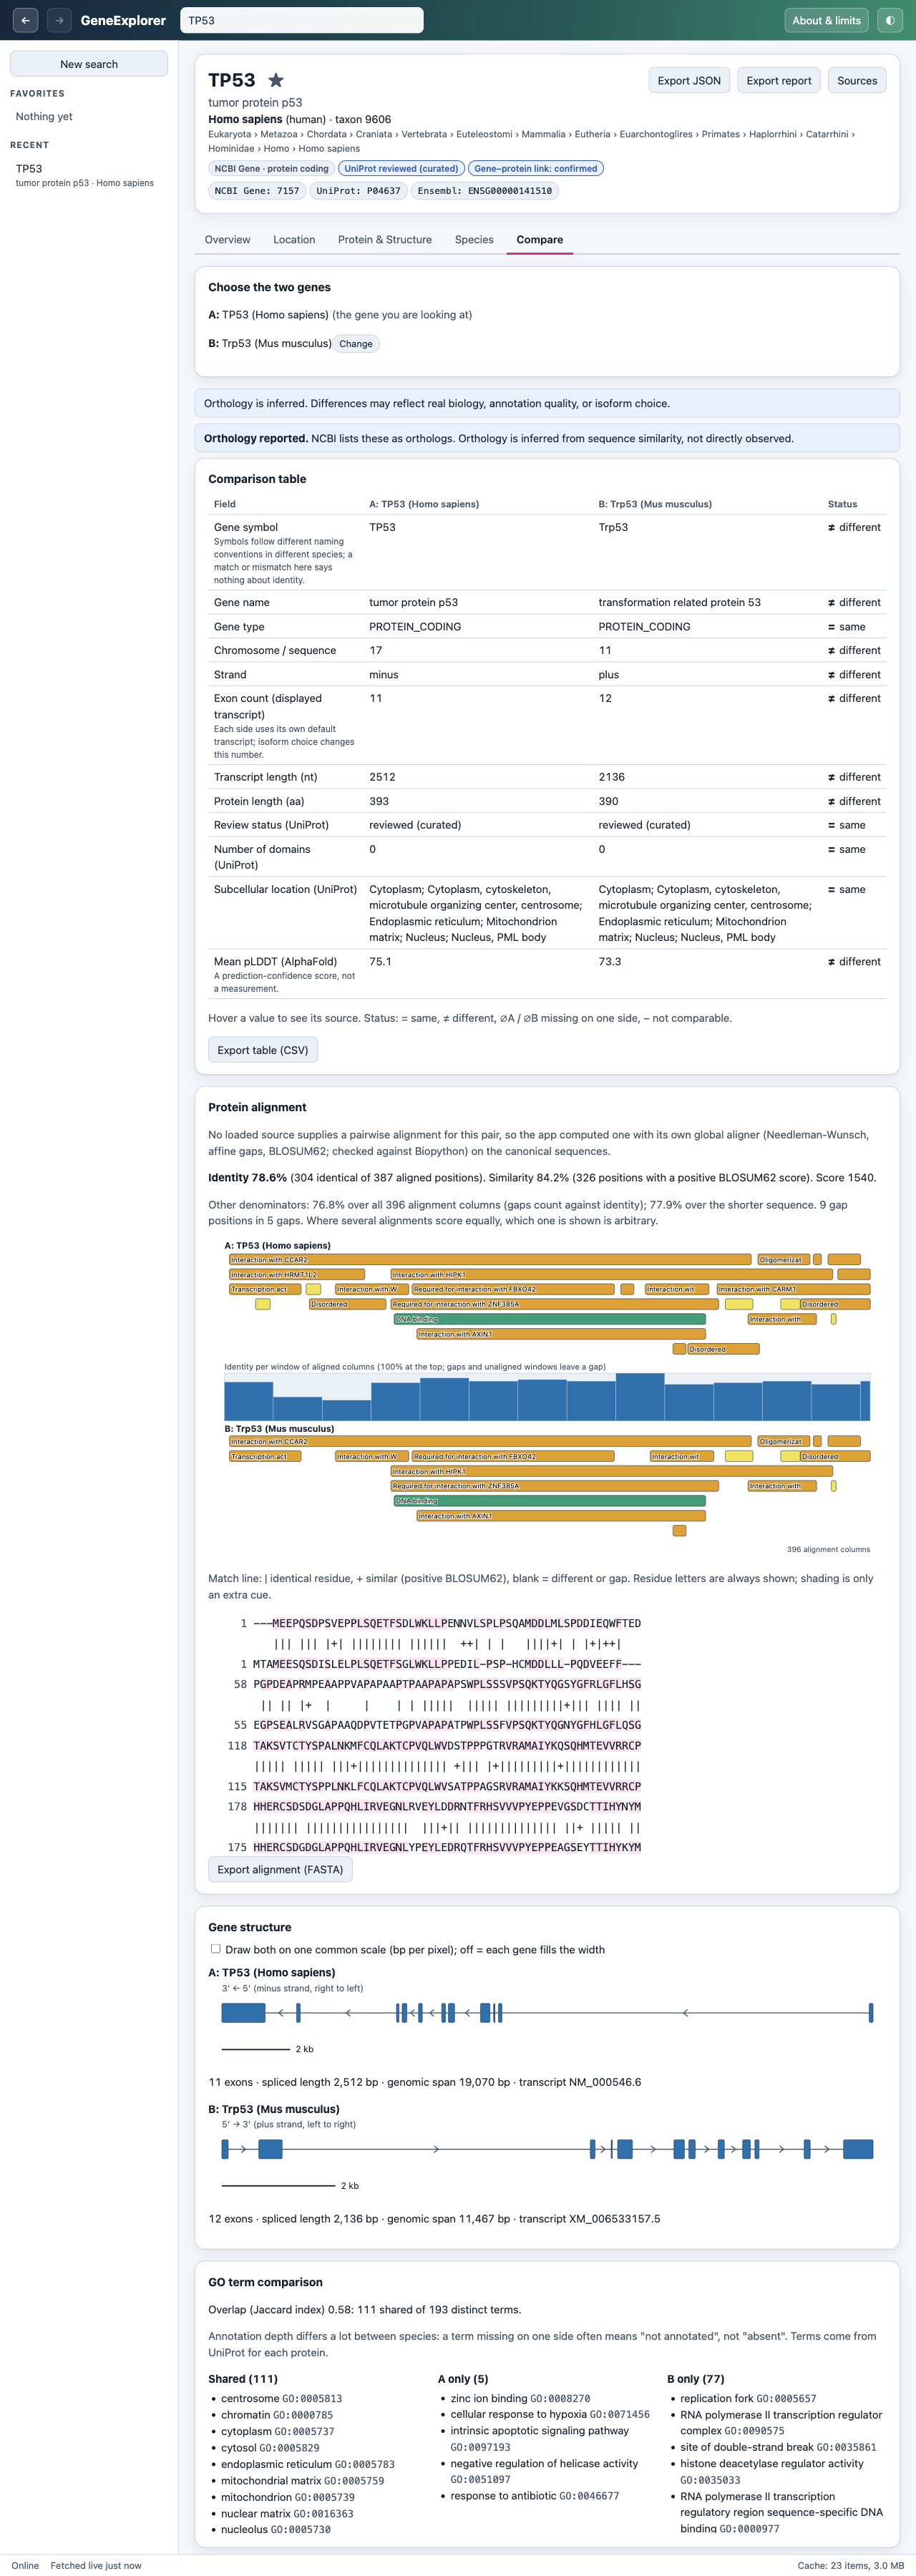 ← → GeneExplorer TP53 About & limits
New search
FAVORITES
Nothing yet
RECENT
TP53
tumor protein p53 · Homo sapiens
TP53 ★
Export JSON Export report Sources
tumor protein p53
Homo sapiens (human) · taxon 9606
Eukaryota › Metazoa › Chordata › Craniata › Vertebrata › Euteleostomi › Mammalia › Eutheria › Euarchontoglires › Primates › Haplorrhini › Catarrhini ›
Hominidae › Homo › Homo sapiens
NCBI Gene · protein coding UniProt reviewed (curated) Gene–protein link: confirmed
NCBI Gene: 7157 UniProt: P04637 Ensembl: ENSG00000141510
Overview Location Protein & Structure Species Compare
Choose the two genes
A: TP53 (Homo sapiens) (the gene you are looking at)
B: Trp53 (Mus musculus) Change
Orthology is inferred. Differences may reflect real biology, annotation quality, or isoform choice.
Orthology reported. NCBI lists these as orthologs. Orthology is inferred from sequence similarity, not directly observed.
Comparison table
Field A: TP53 (Homo sapiens) B: Trp53 (Mus musculus) Status
Gene symbol TP53 Trp53 ≠ different
Symbols follow different naming
conventions in different species; a
match or mismatch here says
nothing about identity.
Gene name tumor protein p53 transformation related protein 53 ≠ different
Gene type PROTEIN_CODING PROTEIN_CODING = same
Chromosome / sequence 17 11 ≠ different
Strand minus plus ≠ different
Exon count (displayed 11 12 ≠ different
transcript)
Each side uses its own default
transcript; isoform choice changes
this number.
Transcript length (nt) 2512 2136 ≠ different
Protein length (aa) 393 390 ≠ different
Review status (UniProt) reviewed (curated) reviewed (curated) = same
Number of domains 0 0 = same
(UniProt)
Subcellular location (UniProt) Cytoplasm; Cytoplasm, cytoskeleton, Cytoplasm; Cytoplasm, cytoskeleton, = same
microtubule organizing center, centrosome; microtubule organizing center, centrosome;
Endoplasmic reticulum; Mitochondrion Endoplasmic reticulum; Mitochondrion
matrix; Nucleus; Nucleus, PML body matrix; Nucleus; Nucleus, PML body
Mean pLDDT (AlphaFold) 75.1 73.3 ≠ different
A prediction-confidence score, not
a measurement.
Hover a value to see its source. Status: = same, ≠ different, ∅A / ∅B missing on one side, – not comparable.
Export table (CSV)
Protein alignment
No loaded source supplies a pairwise alignment for this pair, so the app computed one with its own global aligner (Needleman-Wunsch,
affine gaps, BLOSUM62; checked against Biopython) on the canonical sequences.
Identity 78.6% (304 identical of 387 aligned positions). Similarity 84.2% (326 positions with a positive BLOSUM62 score). Score 1540.
Other denominators: 76.8% over all 396 alignment columns (gaps count against identity); 77.9% over the shorter sequence. 9 gap
positions in 5 gaps. Where several alignments score equally, which one is shown is arbitrary.
A: TP53 (Homo sapiens)
Interaction with CCAR2 Oligomerizat
Interaction with HRMT1L2 Interaction with HIPK1
Transcription act Interaction with W Required for interaction with FBXO42 Interaction wit Interaction with CARM1
Disordered Required for interaction with ZNF385A Disordered
DNA binding Interaction with
Interaction with AXIN1
Disordered
Identity per window of aligned columns (100% at the top; gaps and unaligned windows leave a gap)
B: Trp53 (Mus musculus)
Interaction with CCAR2 Oligomerizat
Transcription act Interaction with W Required for interaction with FBXO42 Interaction wit Disordered
Interaction with HIPK1
Required for interaction with ZNF385A Interaction with
DNA binding
Interaction with AXIN1
396 alignment columns
Match line: | identical residue, + similar (positive BLOSUM62), blank = different or gap. Residue letters are always shown; shading is only
an extra cue.
1 ---MEEPQSDPSVEPPLSQETFSDLWKLLPENNVLSPLPSQAMDDLMLSPDDIEQWFTED
||| ||| |+| |||||||| |||||| ++| | | ||||+| | |+|++|
1 MTAMEESQSDISLELPLSQETFSGLWKLLPPEDIL-PSP-HCMDDLLL-PQDVEEFF---
58 PGPDEAPRMPEAAPPVAPAPAAPTPAAPAPAPSWPLSSSVPSQKTYQGSYGFRLGFLHSG
|| || |+ | | | | ||||| ||||| |||||||||+||| |||| ||
55 EGPSEALRVSGAPAAQDPVTETPGPVAPAPATPWPLSSFVPSQKTYQGNYGFHLGFLQSG
118 TAKSVTCTYSPALNKMFCQLAKTCPVQLWVDSTPPPGTRVRAMAIYKQSQHMTEVVRRCP
||||| ||||| |||+|||||||||||||| +||| |+|||||||||+||||||||||||
115 TAKSVMCTYSPPLNKLFCQLAKTCPVQLWVSATPPAGSRVRAMAIYKKSQHMTEVVRRCP
178 HHERCSDSDGLAPPQHLIRVEGNLRVEYLDDRNTFRHSVVVPYEPPEVGSDCTTIHYNYM
||||||| |||||||||||||||| |||+|| |||||||||||||| ||+ ||||| ||
175 HHERCSDGDGLAPPQHLIRVEGNLYPEYLEDRQTFRHSVVVPYEPPEAGSEYTTIHYKYM
Export alignment (FASTA)
Gene structure
Draw both on one common scale (bp per pixel); off = each gene fills the width
A: TP53 (Homo sapiens)
3′ ← 5′ (minus strand, right to left)
2 kb
11 exons · spliced length 2,512 bp · genomic span 19,070 bp · transcript NM_000546.6
B: Trp53 (Mus musculus)
5′ → 3′ (plus strand, left to right)
2 kb
12 exons · spliced length 2,136 bp · genomic span 11,467 bp · transcript XM_006533157.5
GO term comparison
Overlap (Jaccard index) 0.58: 111 shared of 193 distinct terms.
Annotation depth differs a lot between species: a term missing on one side often means "not annotated", not "absent". Terms come from
UniProt for each protein.
Shared (111)
• centrosome GO:0005813
• chromatin GO:0000785
• cytoplasm GO:0005737
• cytosol GO:0005829
• endoplasmic reticulum GO:0005783
• mitochondrial matrix GO:0005759
• mitochondrion GO:0005739
• nuclear matrix GO:0016363
• nucleolus GO:0005730
A only (5)
• zinc ion binding GO:0008270
• cellular response to hypoxia GO:0071456
• intrinsic apoptotic signaling pathway
GO:0097193
• negative regulation of helicase activity
GO:0051097
• response to antibiotic GO:0046677
B only (77)
• replication fork GO:0005657
• RNA polymerase II transcription regulator
complex GO:0090575
• site of double-strand break GO:0035861
• histone deacetylase regulator activity
GO:0035033
• RNA polymerase II transcription
regulatory region sequence-specific DNA
binding GO:0000977
Online Fetched live just now Cache: 23 items, 3.0 MB